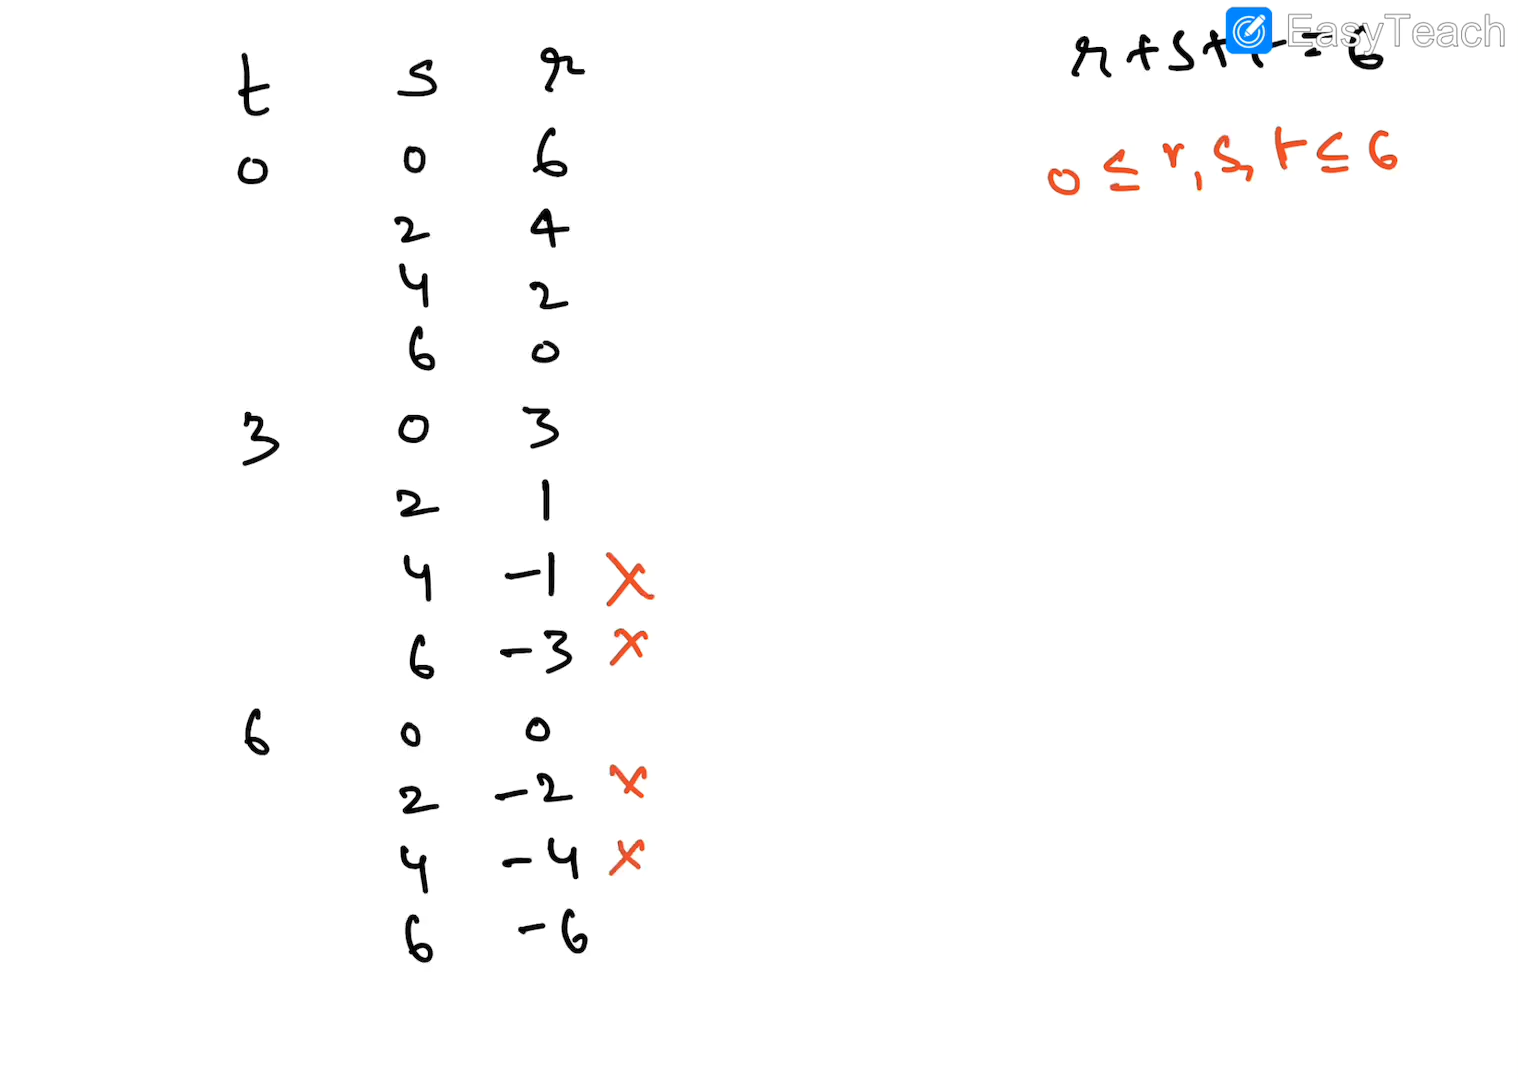 t s r
r+s+t=6
EasyTeach
0 ≤ r, s, t ≤ 6
0 0 6
2 4
4 2
6 0
3 0 3
2 1
4 -1 ×
6 -3 ×
6 0 0
2 -2 ×
4 -4 ×
6 -6